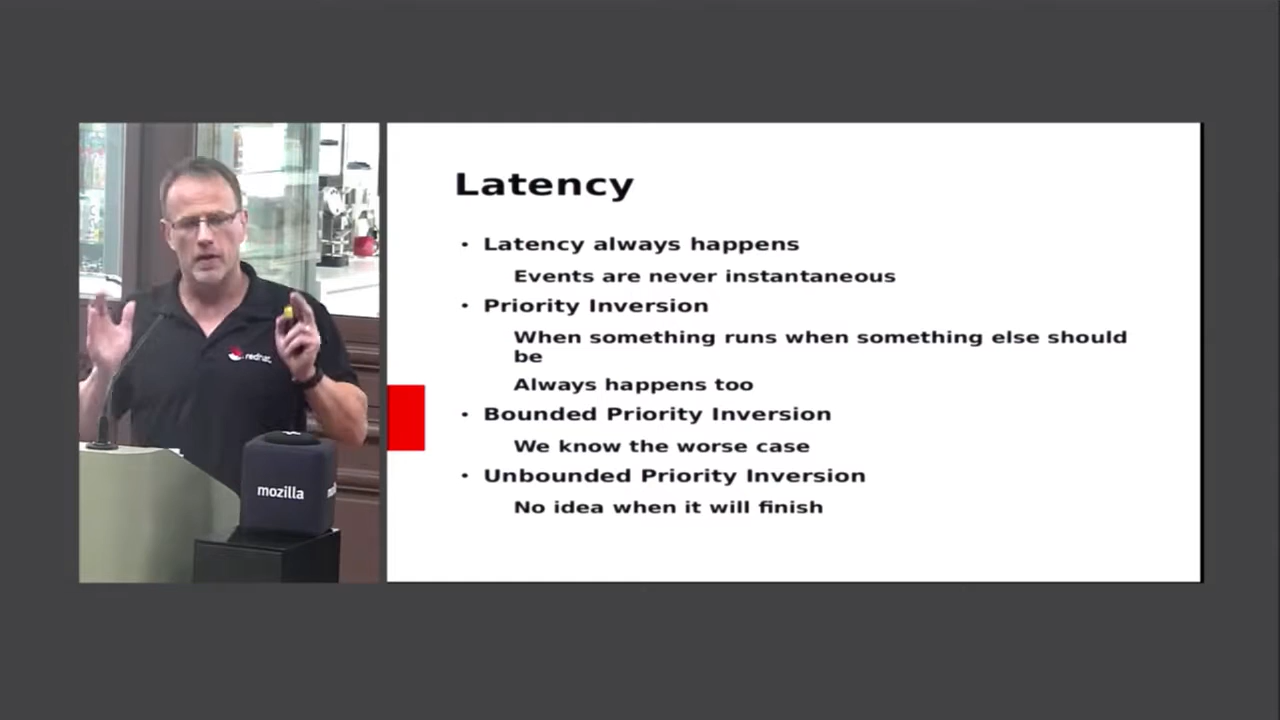 redhat.
mozilla
Latency
• Latency always happens
Events are never instantaneous
• Priority Inversion
When something runs when something else should
be
Always happens too
• Bounded Priority Inversion
We know the worse case
• Unbounded Priority Inversion
No idea when it will finish